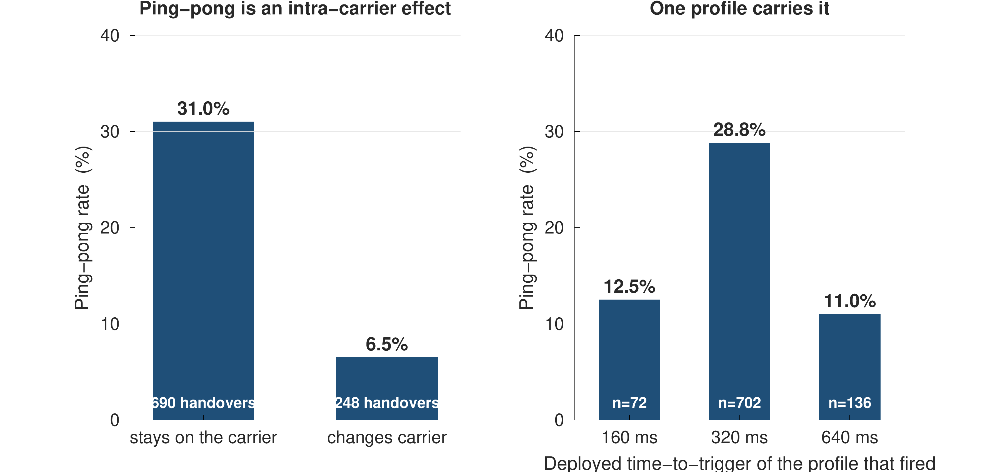 Ping–pong is an intra–carrier effect
40
30
20
10
0
Ping–pong rate (%)
31.0%
6.5%
690 handovers
248 handovers
stays on the carrier
changes carrier
One profile carries it
40
30
20
10
0
Ping–pong rate (%)
12.5%
28.8%
11.0%
n=72
n=702
n=136
160 ms
320 ms
640 ms
Deployed time–to–trigger of the profile that fired